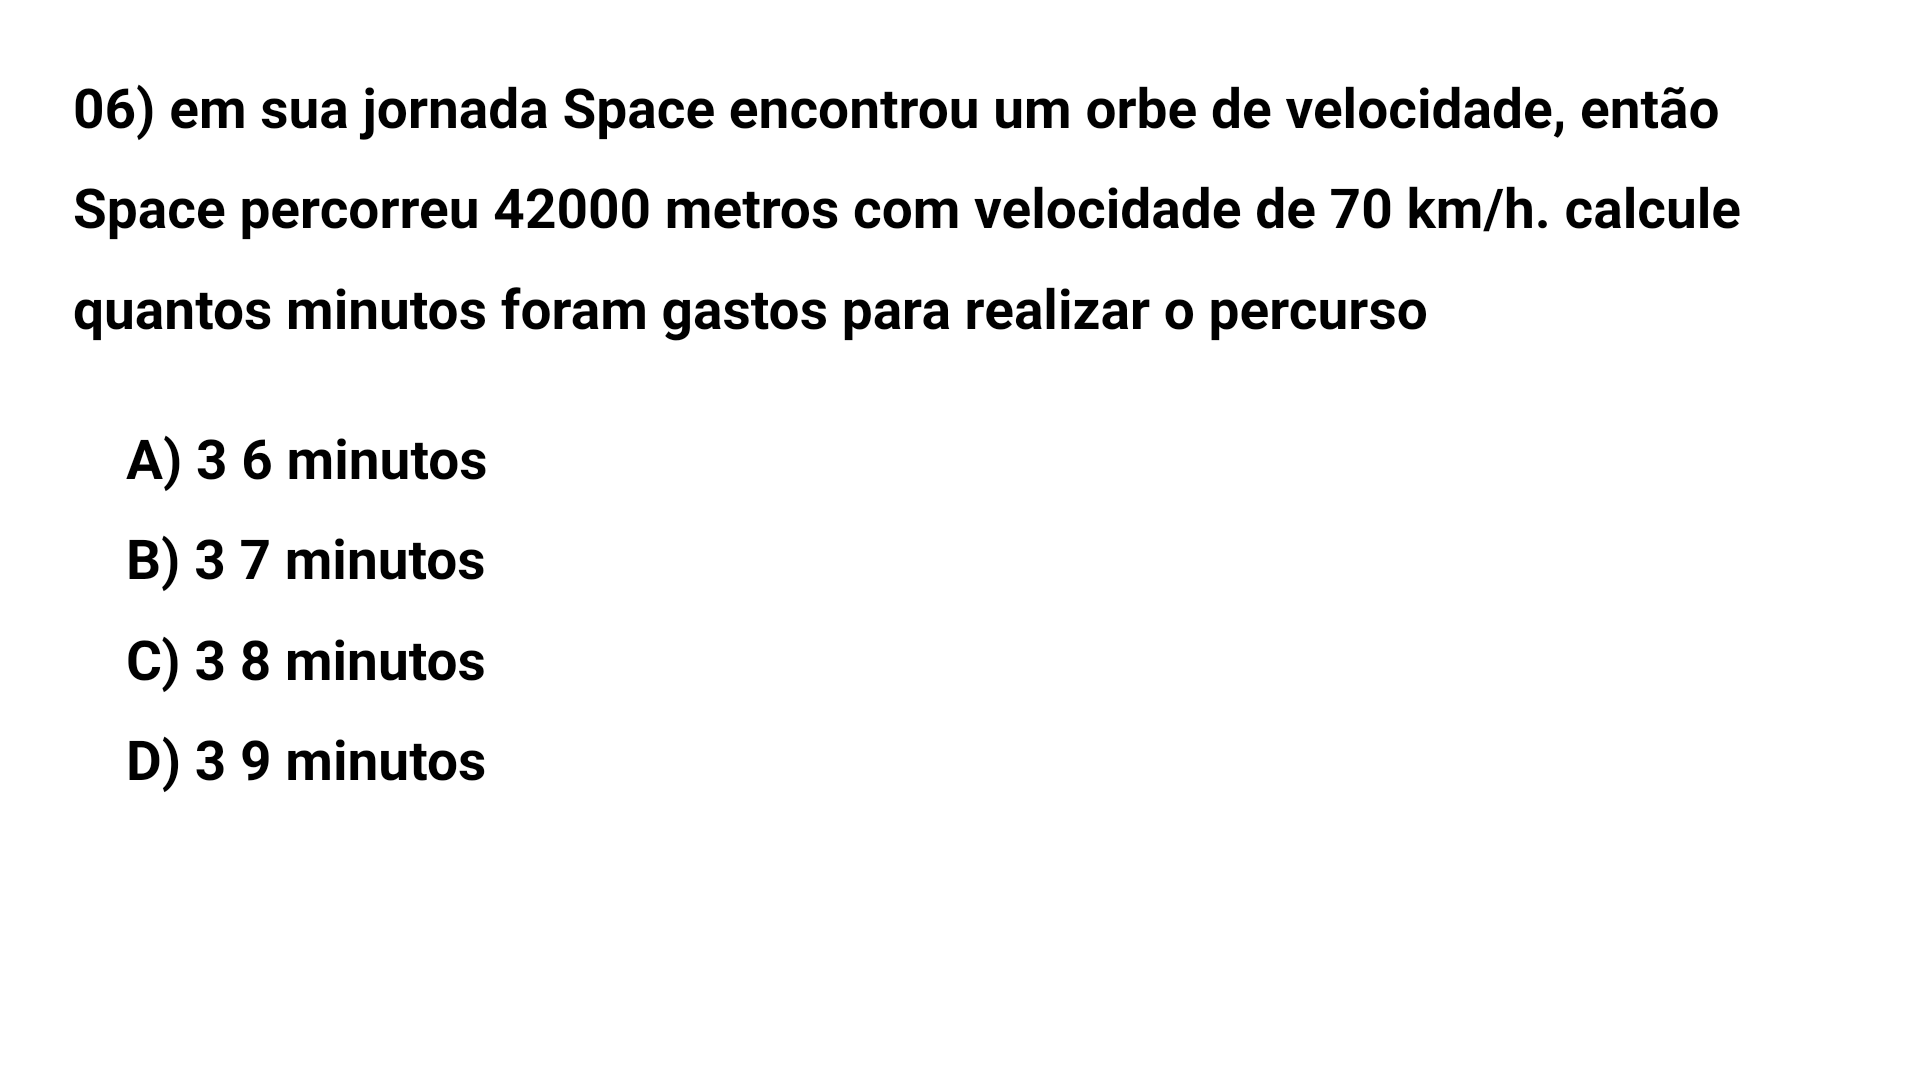 06) em sua jornada Space encontrou um orbe de velocidade, então
Space percorreu 42000 metros com velocidade de 70 km/h. calcule
quantos minutos foram gastos para realizar o percurso
A) 3 6 minutos
B) 3 7 minutos
C) 3 8 minutos
D) 3 9 minutos